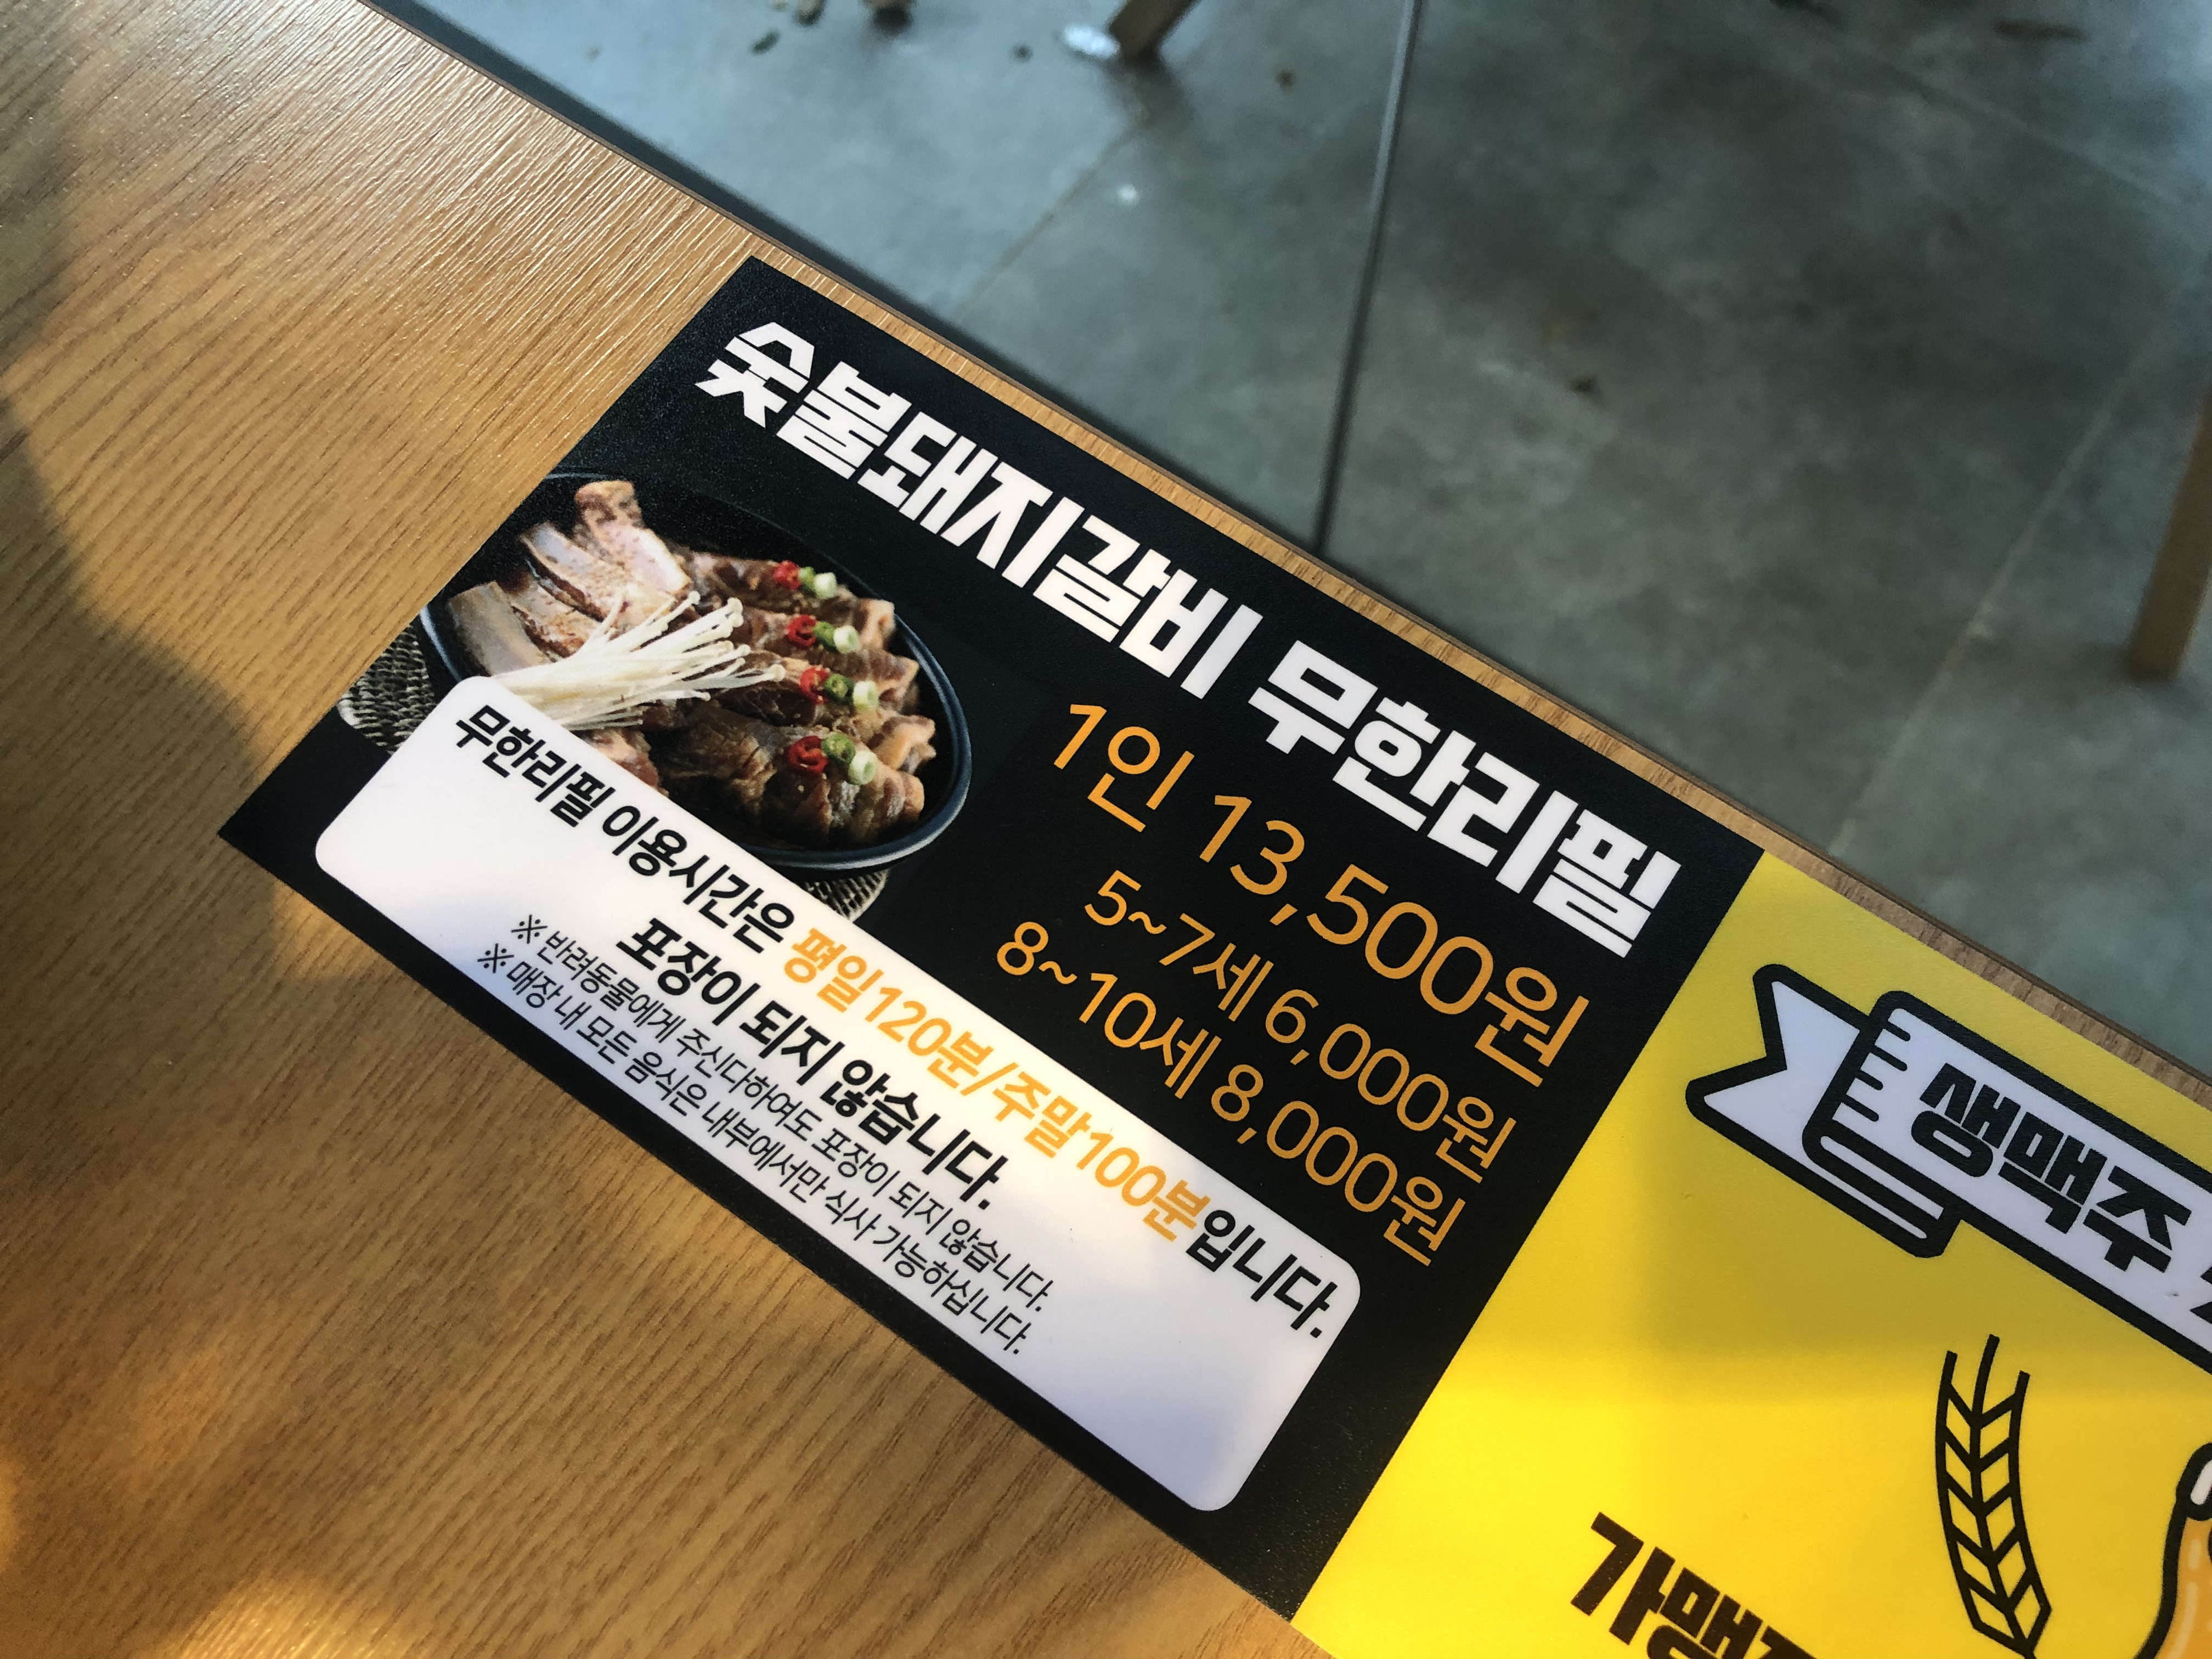 숯불돼지갈비 무한리필
1인 13,500원
5~7세 6,000원
8~10세 8,000원
무한리필 이용시간은 평일120분/주말100분입니다.
포장이 되지 않습니다.
※ 반려동물에게 주신다하여도 포장이 되지 않습니다.
※ 매장 내 모든 음식은 내부에서만 식사 가능하십니다.
생맥주